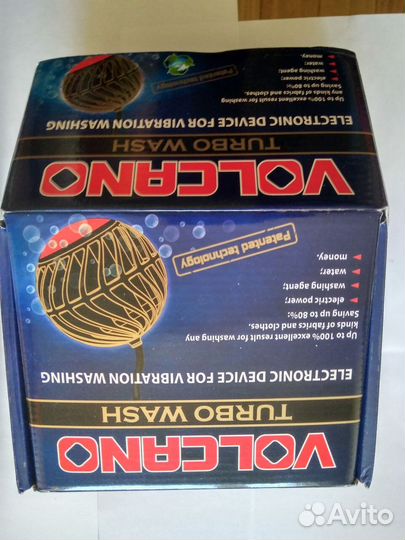 VOLCANO
TURBO WASH
ELECTRONIC DEVICE FOR VIBRATION WASHING
Up to 100% excellent result for washing any
kinds of fabrics and clothes.
Saving up to 80%:
electric power;
washing agent;
water;
money.
Patented technology
VOLCANO
TURBO WASH
ELECTRONIC DEVICE FOR VIBRATION WASHING
Up to 100% excellent result for washing
any kinds of fabrics and clothes.
Saving up to 80%:
electric power;
washing agent;
water;
money.
Patented technology
Avito